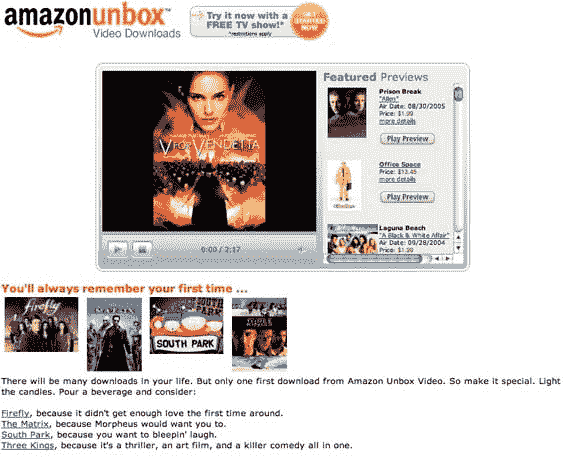 amazonunbox™
Video Downloads
Try it now with a
FREE TV show!*
*restrictions apply
GET STARTED NOW
Featured Previews
Prison Break
"Allen"
Air Date: 08/30/2005
Price: $1.99
more details
Play Preview
V FOR VENDETTA
Office Space
Price: $13.45
more details
Play Preview
Laguna Beach
"A Black & White Affair"
Air Date: 09/28/2004
Price: $1.99
0:00 / 2:17
You'll always remember your first time ...
firefly
SOUTH PARK
THREE KINGS
There will be many downloads in your life. But only one first download from Amazon Unbox Video. So make it special. Light
the candles. Pour a beverage and consider:
Firefly, because it didn't get enough love the first time around.
The Matrix, because Morpheus would want you to.
South Park, because you want to bleepin' laugh.
Three Kings, because it's a thriller, an art film, and a killer comedy all in one.